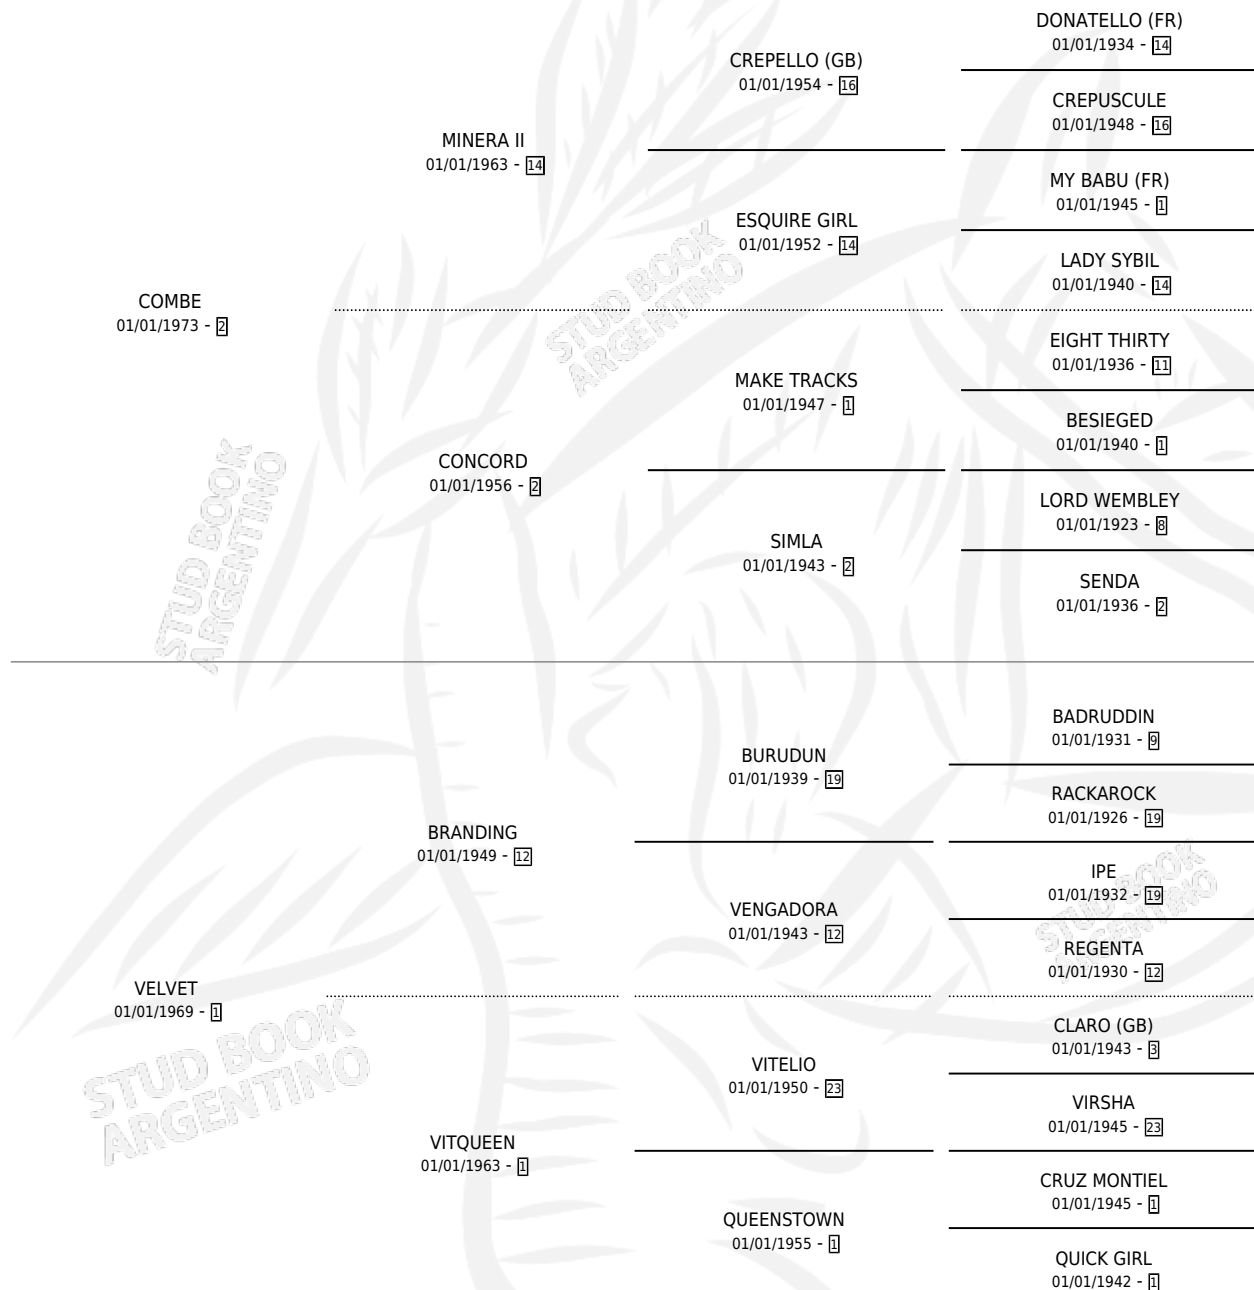 DONATELLO (FR)
01/01/1934 - 14
CREPELLO (GB)
01/01/1954 - 16
CREPUSCULE
01/01/1948 - 16
MINERA II
01/01/1963 - 14
MY BABU (FR)
01/01/1945 - 1
ESQUIRE GIRL
01/01/1952 - 14
LADY SYBIL
01/01/1940 - 14
COMBE
01/01/1973 - 2
EIGHT THIRTY
01/01/1936 - 11
MAKE TRACKS
01/01/1947 - 1
BESIEGED
01/01/1940 - 1
CONCORD
01/01/1956 - 2
LORD WEMBLEY
01/01/1923 - 8
SIMLA
01/01/1943 - 2
SENDA
01/01/1936 - 2
BADRUDDIN
01/01/1931 - 9
BURUDUN
01/01/1939 - 19
RACKAROCK
01/01/1926 - 19
BRANDING
01/01/1949 - 12
IPE
01/01/1932 - 19
VENGADORA
01/01/1943 - 12
REGENTA
01/01/1930 - 12
VELVET
01/01/1969 - 1
CLARO (GB)
01/01/1943 - 3
VITELIO
01/01/1950 - 23
VIRSHA
01/01/1945 - 23
VITQUEEN
01/01/1963 - 1
CRUZ MONTIEL
01/01/1945 - 1
QUEENSTOWN
01/01/1955 - 1
QUICK GIRL
01/01/1942 - 1
STUD BOOK
ARGENTINO
STUD BOOK
ARGENTINO
STUD BOOK
ARGENTINO
STUD BOOK
ARGENTINO